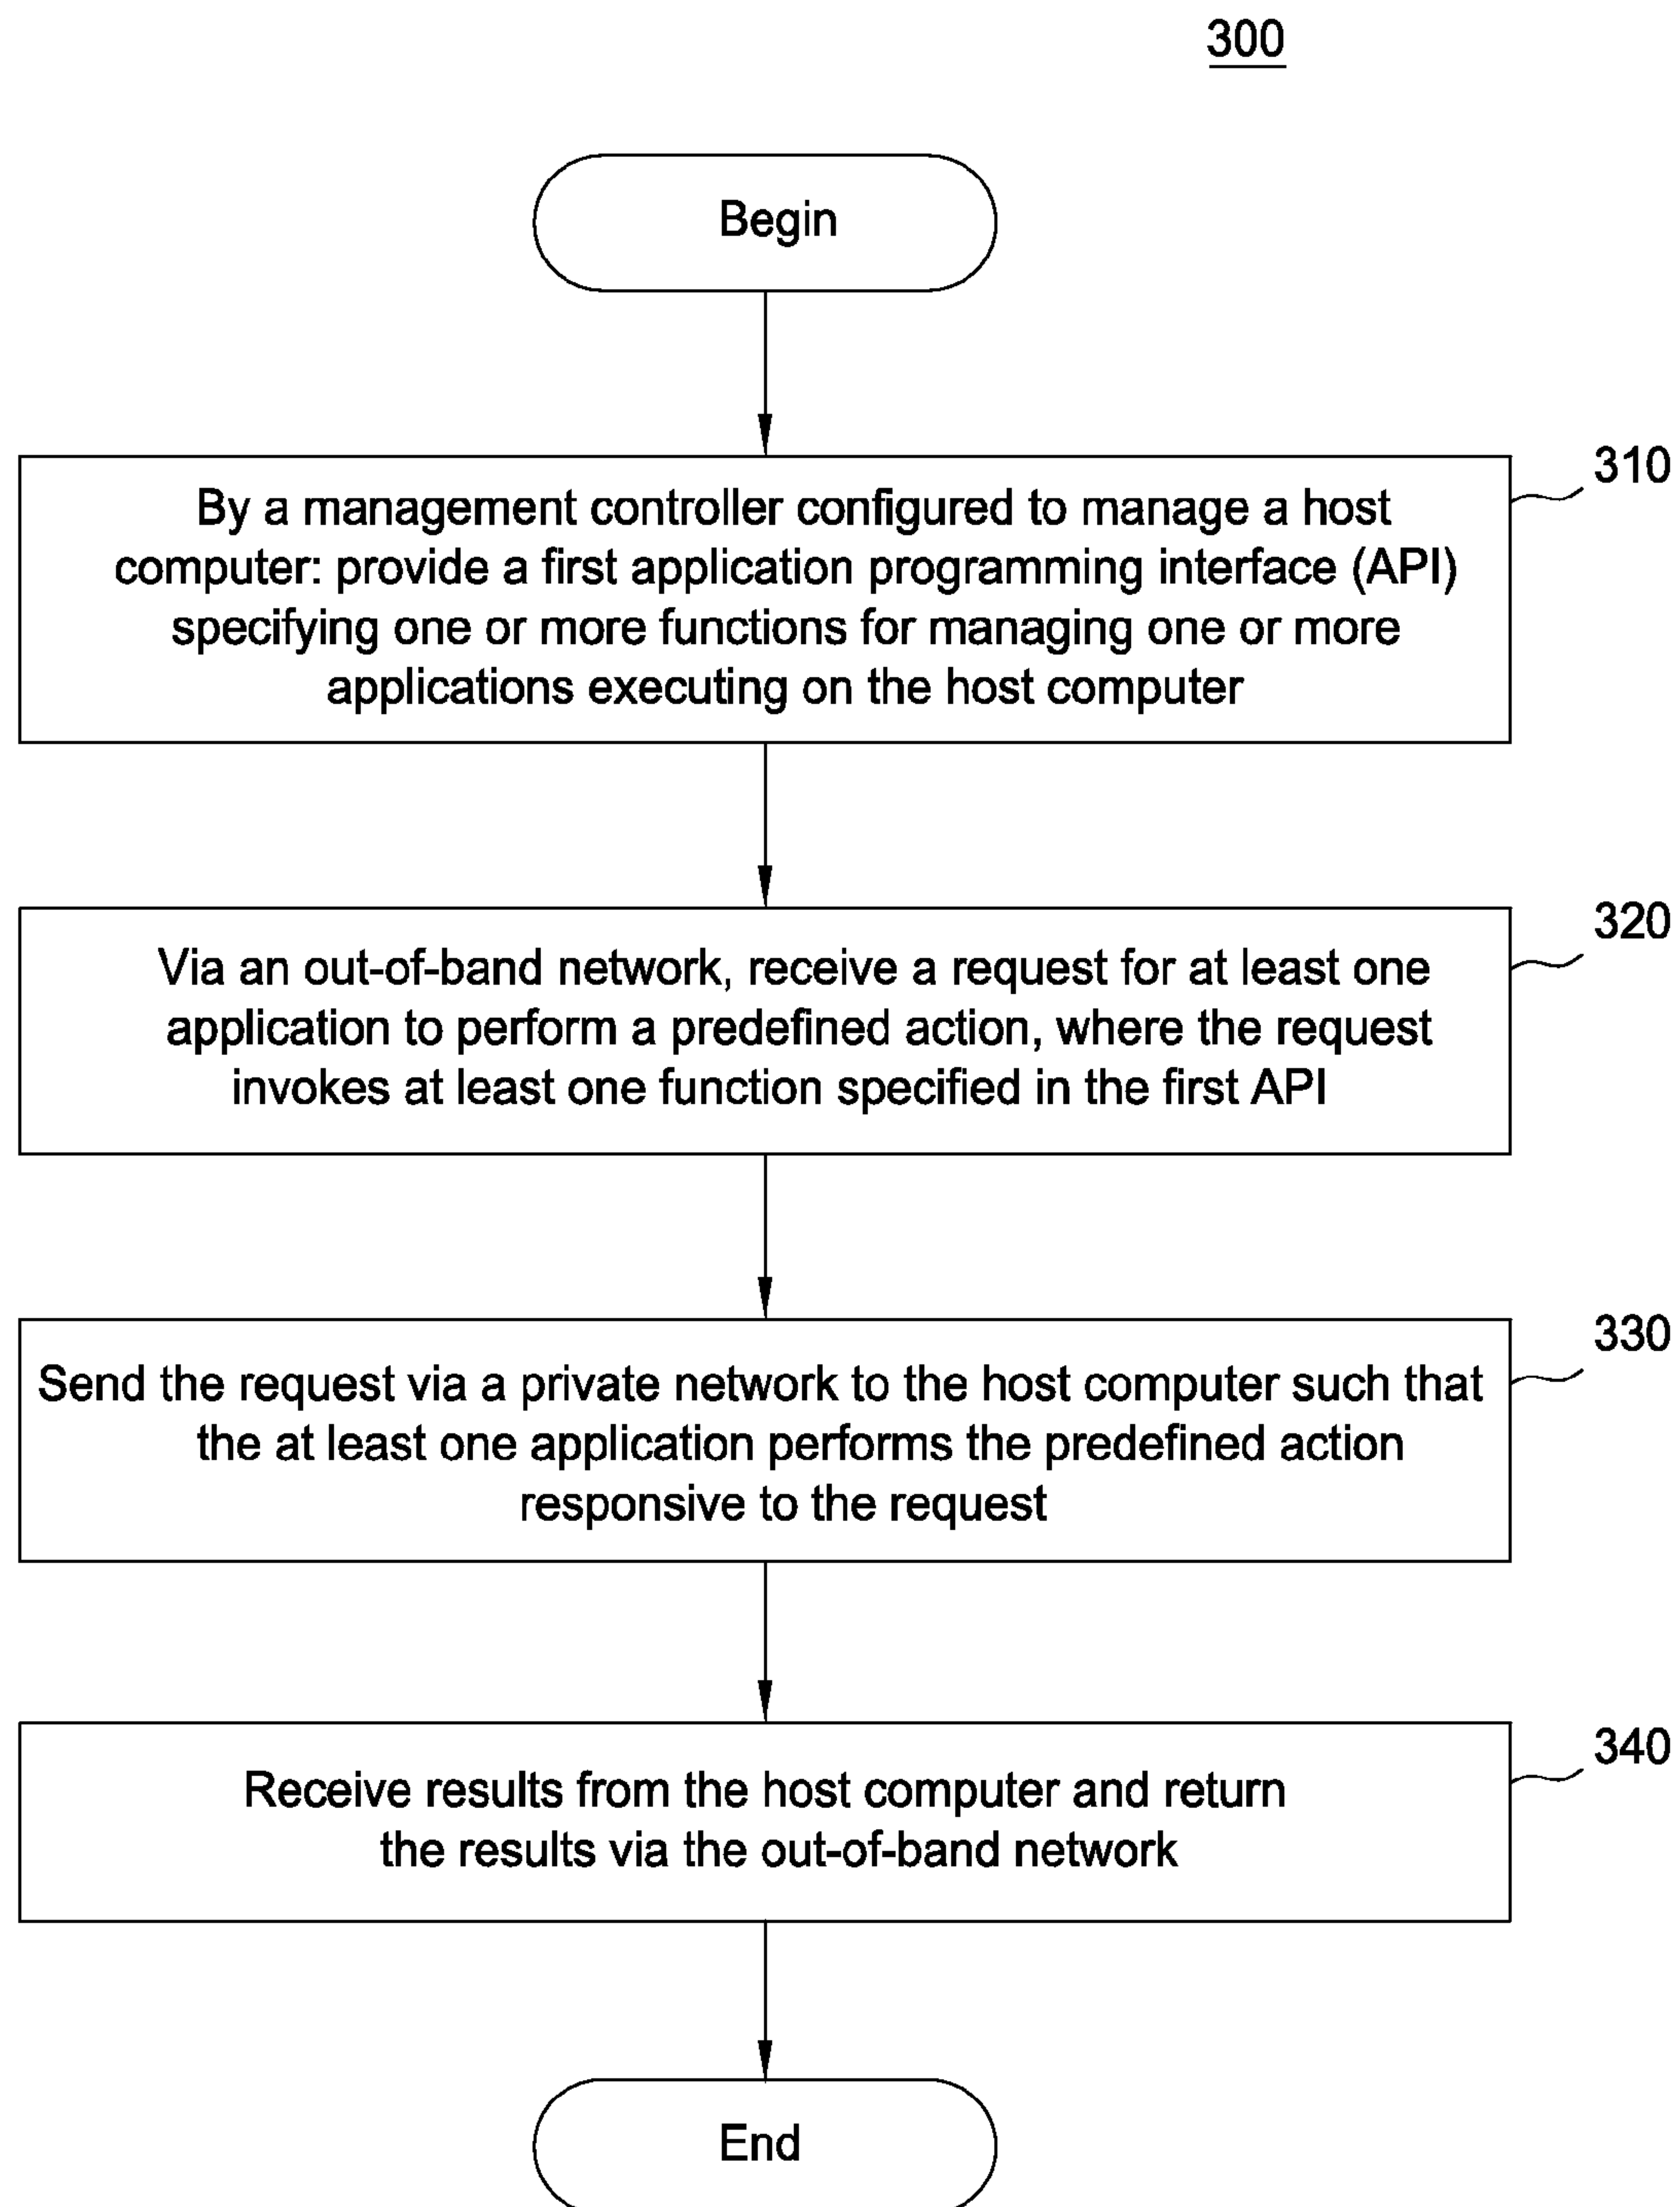 300
Begin
310
By a management controller configured to manage a host
computer: provide a first application programming interface (API)
specifying one or more functions for managing one or more
applications executing on the host computer
320
Via an out-of-band network, receive a request for at least one
application to perform a predefined action, where the request
invokes at least one function specified in the first API
330
Send the request via a private network to the host computer such that
the at least one application performs the predefined action
responsive to the request
340
Receive results from the host computer and return
the results via the out-of-band network
End